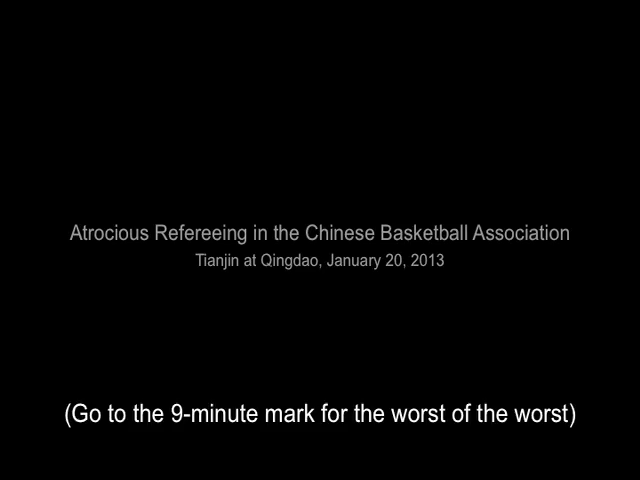 Atrocious Refereeing in the Chinese Basketball Association
Tianjin at Qingdao, January 20, 2013
(Go to the 9-minute mark for the worst of the worst)